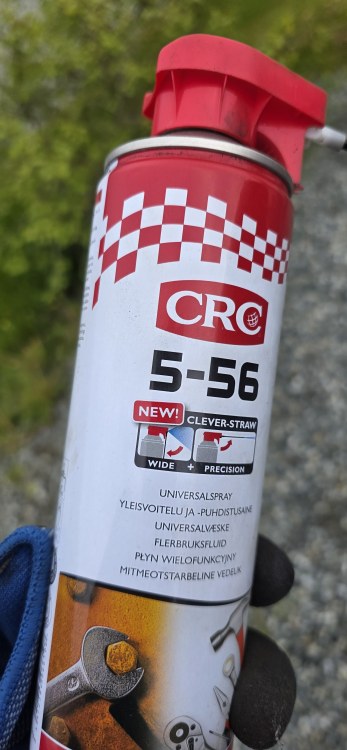 CRC
5-56
NEW! CLEVER-STRAW
WIDE + PRECISION
UNIVERSALSPRAY
YLEISVOITELU JA -PUHDISTUSAINE
UNIVERSALVÆSKE
FLERBRUKSFLUID
PŁYN WIELOFUNKCYJNY
MITMEOTSTARBELINE VEDELIK